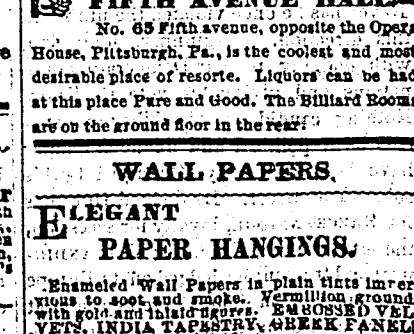 FIFTH AVENUE HALL
No. 65 Fifth avenue, opposite the Opera
House, Pittsburgh, Pa., is the coolest and most
desirable place of resorte. Liquors can be had
at this place Pure and Good. The Billiard Rooms
are on the ground floor in the rear.
WALL PAPERS.
ELEGANT
PAPER HANGINGS.
Enameled Wall Papers in plain tints imper
vious to soot and smoke. Vermillion ground
with gold and inlaid figures. EMBOSSED VEL
VETS, INDIA TAPESTRY, GREEK PANEL